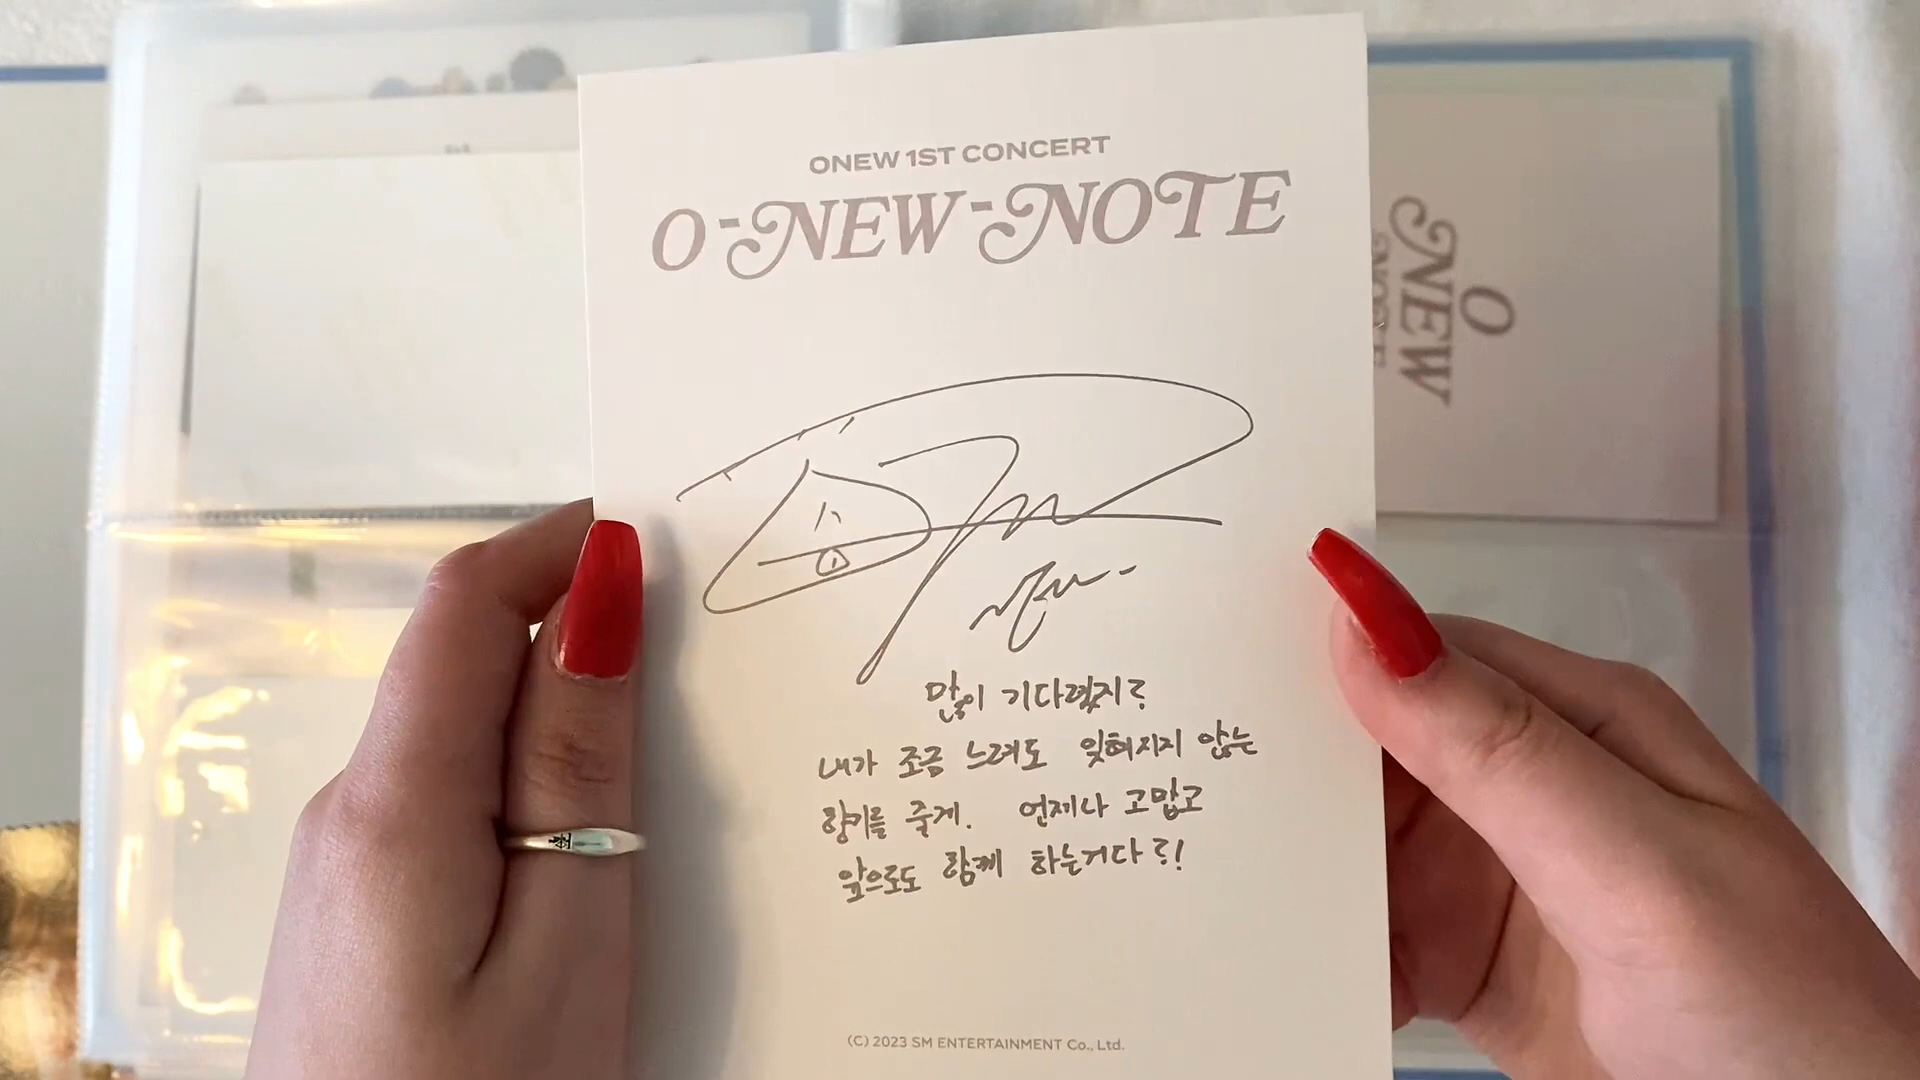 ONEW 1ST CONCERT
O-NEW-NOTE
많이 기다렸지?
내가 조금 느려도 잊혀지지 않는
향기를 줄게. 언제나 고맙고
앞으로도 함께 하는거다?!
(C) 2023 SM ENTERTAINMENT Co., Ltd.
O
NEW
NOTE